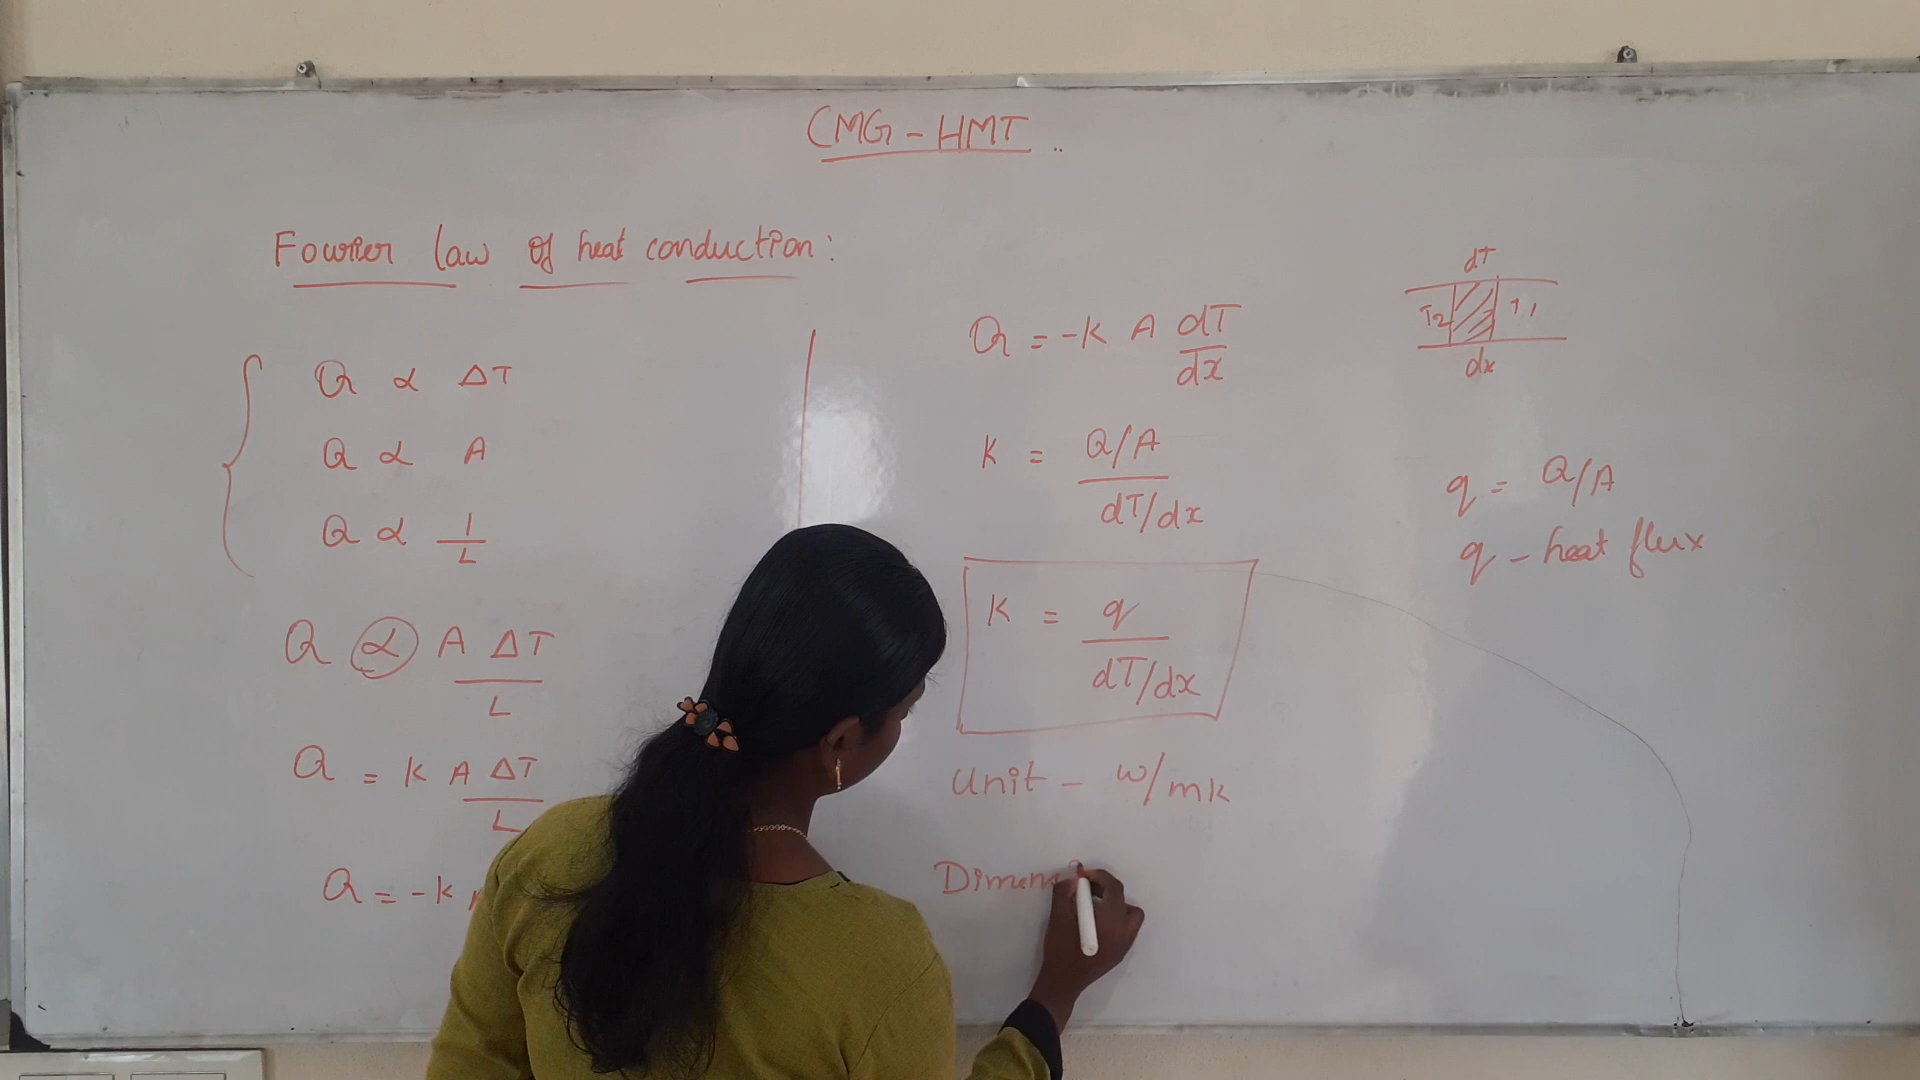 CMG - HMT ..
Fourier law of heat conduction :
Q α ΔT
Q α A
Q α 1/L
Q α A ΔT/L
Q = K A ΔT/L
Q = -K
Q = -K A dT/dx
K = Q/A / dT/dx
K = q / dT/dx
Unit - W/mk
Dimens
dT
T2 T1
dx
q = Q/A
q - heat flux